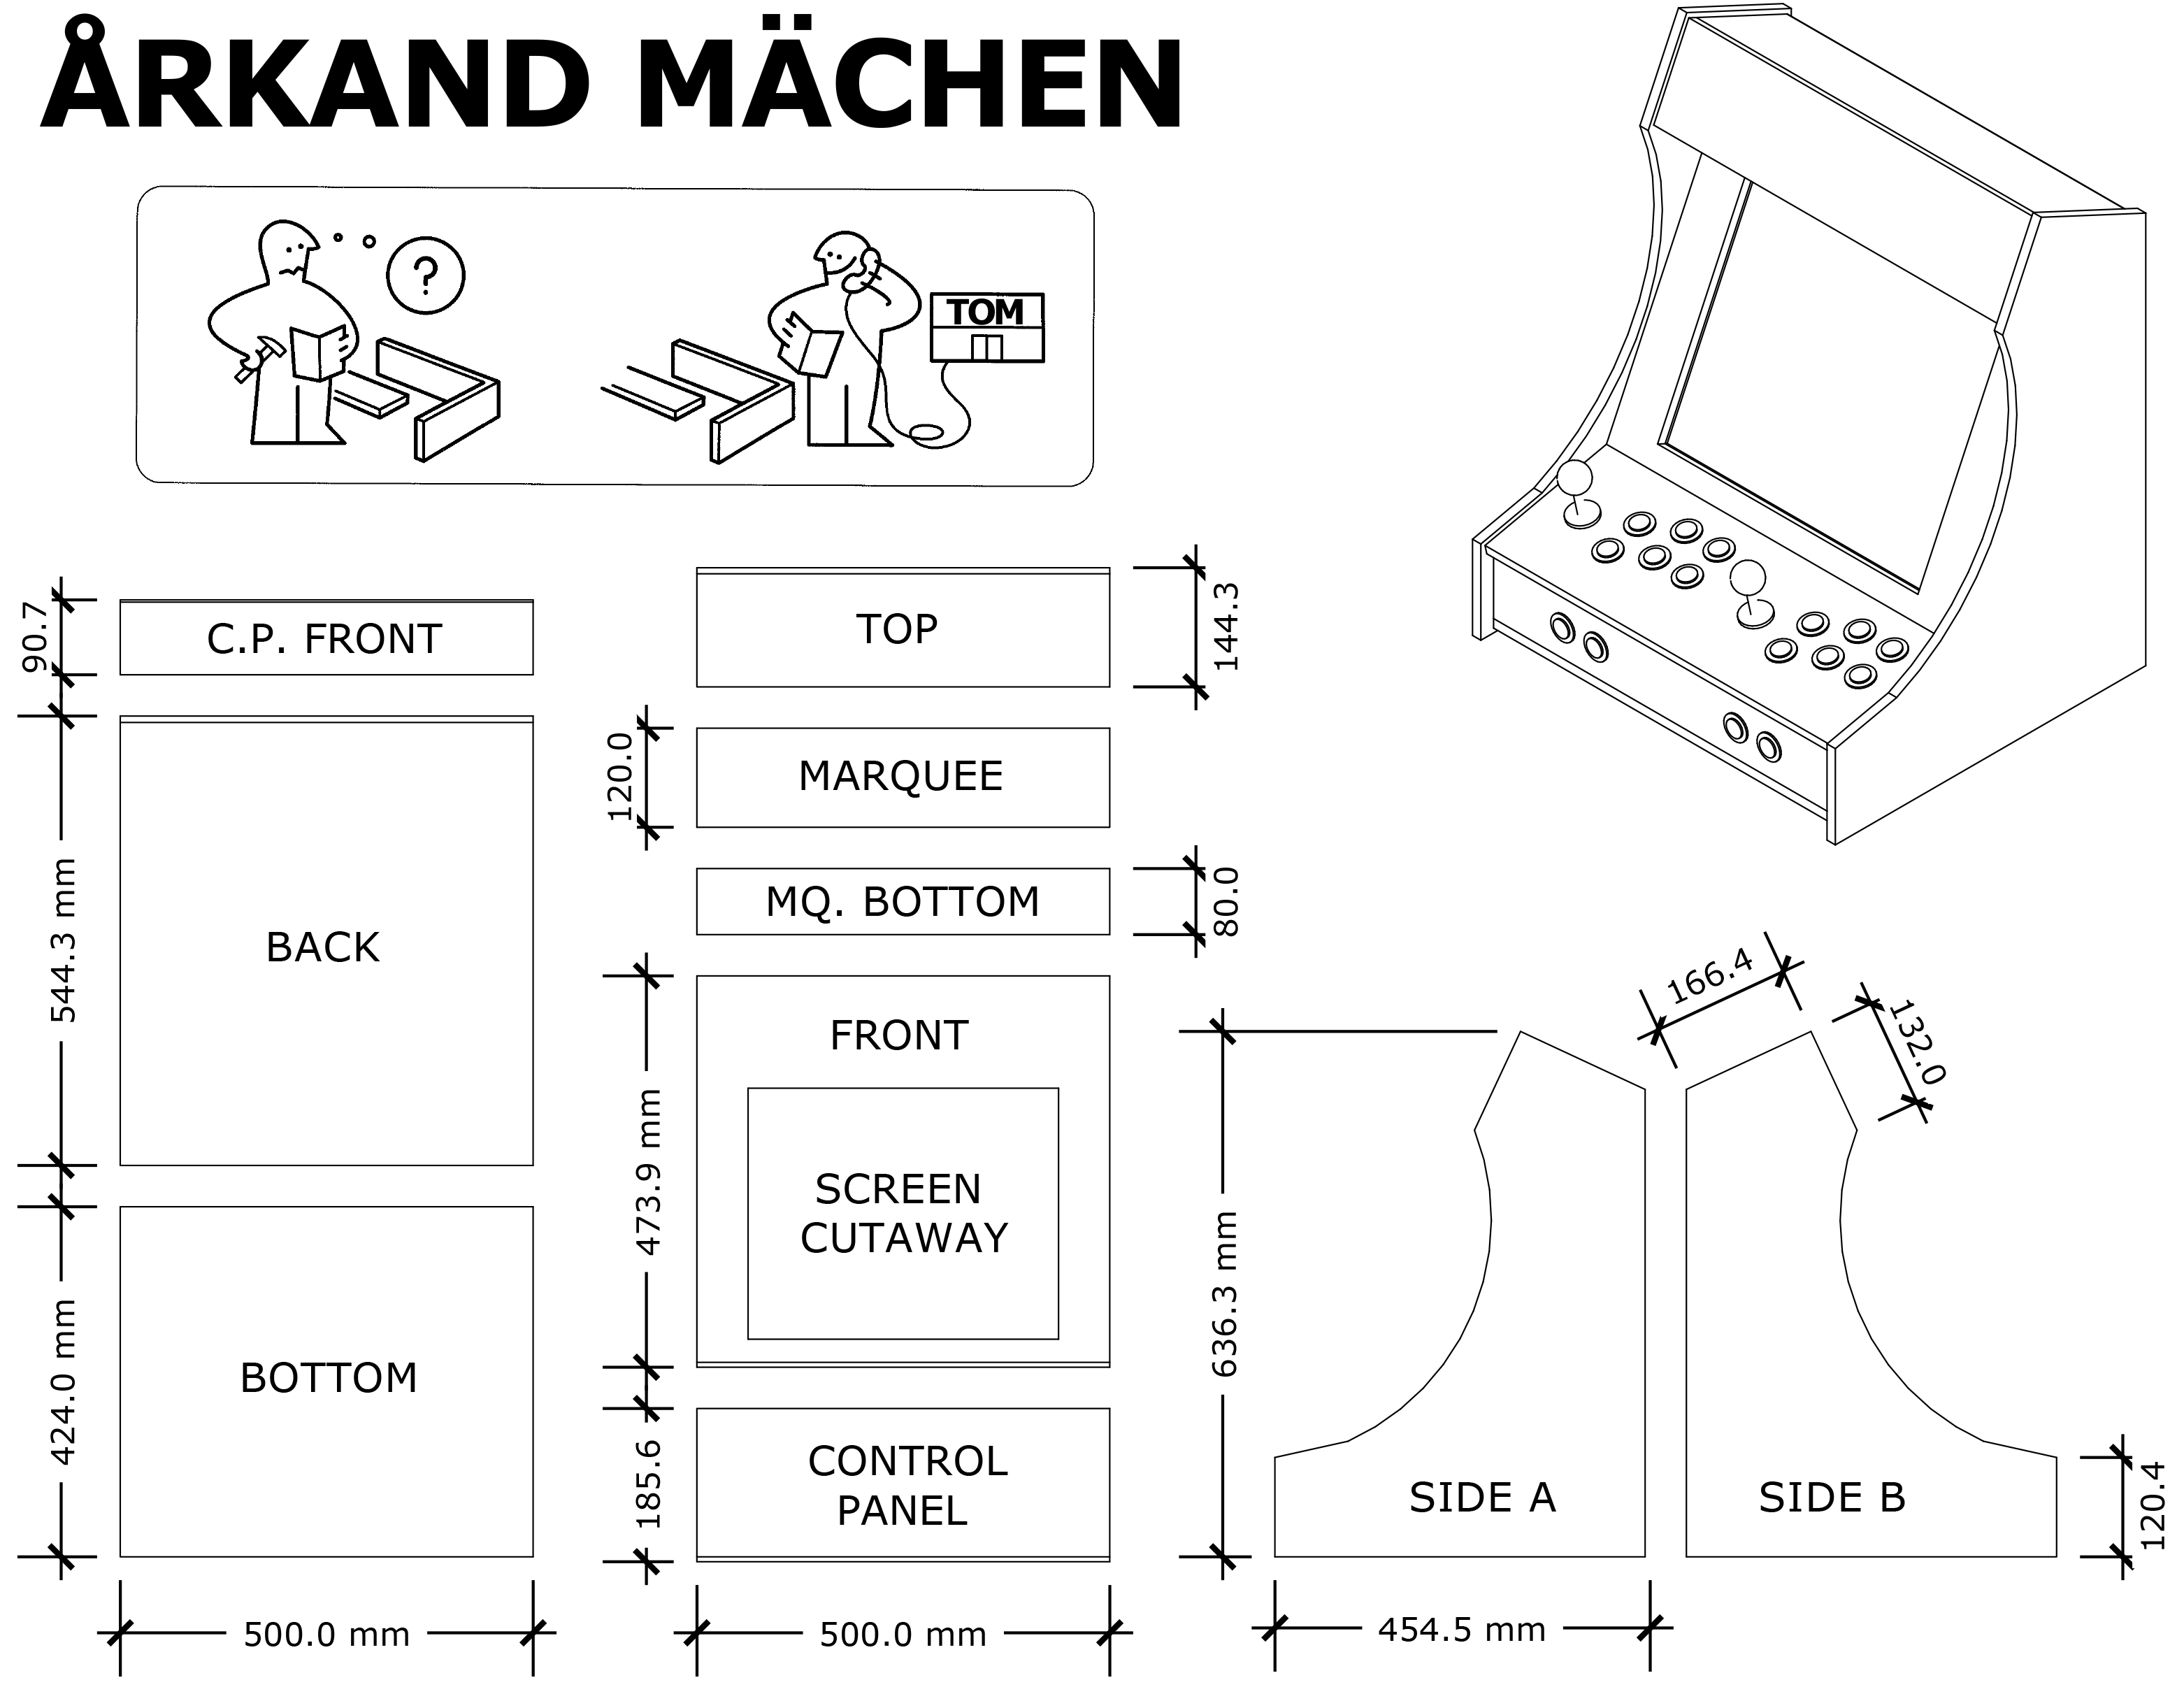 ÅRKAND MÄCHEN
?
TOM
90.7
C.P. FRONT
544.3 mm
BACK
424.0 mm
BOTTOM
500.0 mm
TOP
144.3
120.0
MARQUEE
MQ. BOTTOM
80.0
473.9 mm
FRONT
SCREEN
CUTAWAY
185.6
CONTROL
PANEL
500.0 mm
166.4
132.0
636.3 mm
SIDE A
SIDE B
120.4
454.5 mm